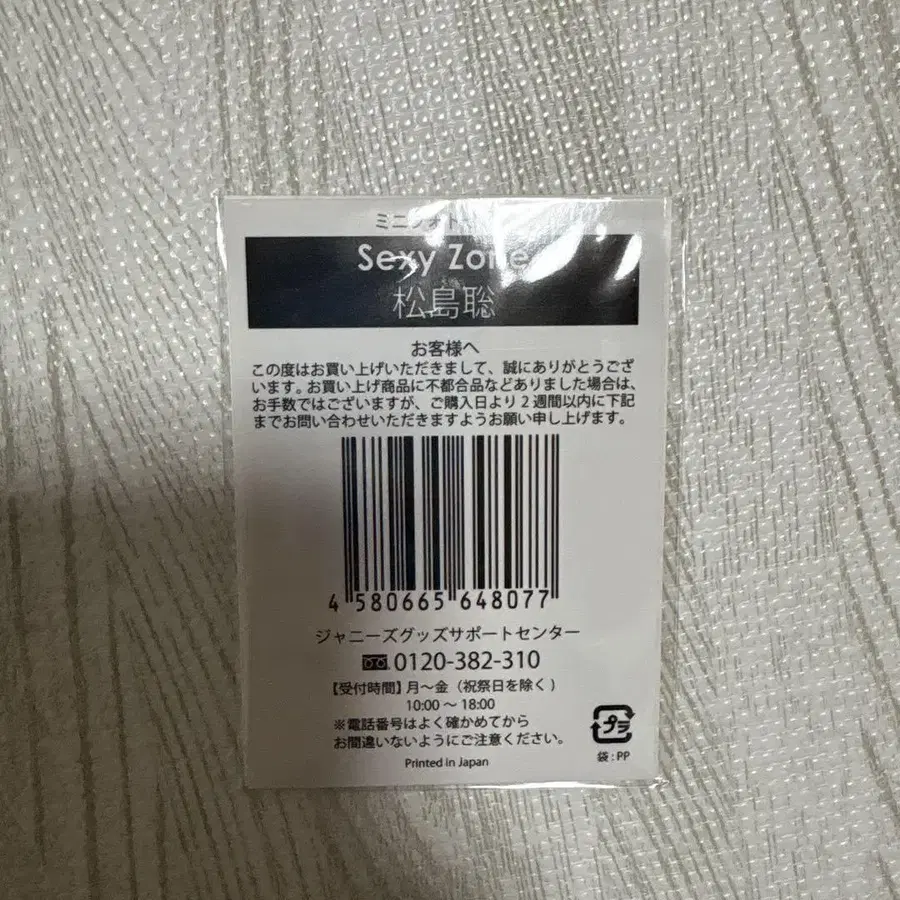 ミニフォト
Sexy Zone
松島聡
お客様へ
この度はお買い上げいただきまして、誠にありがとうござ
います。お買い上げ商品に不都合品などありました場合は、
お手数ではございますが、ご購入日より2週間以内に下記
までお問い合わせいただきますようお願い申し上げます。
4 580665 648077
ジャニーズグッズサポートセンター
0120-382-310
【受付時間】月〜金（祝祭日を除く)
10:00 〜 18:00
※電話番号はよく確かめてから
お間違いないようにご注意ください。
プラ
袋:PP
Printed in Japan